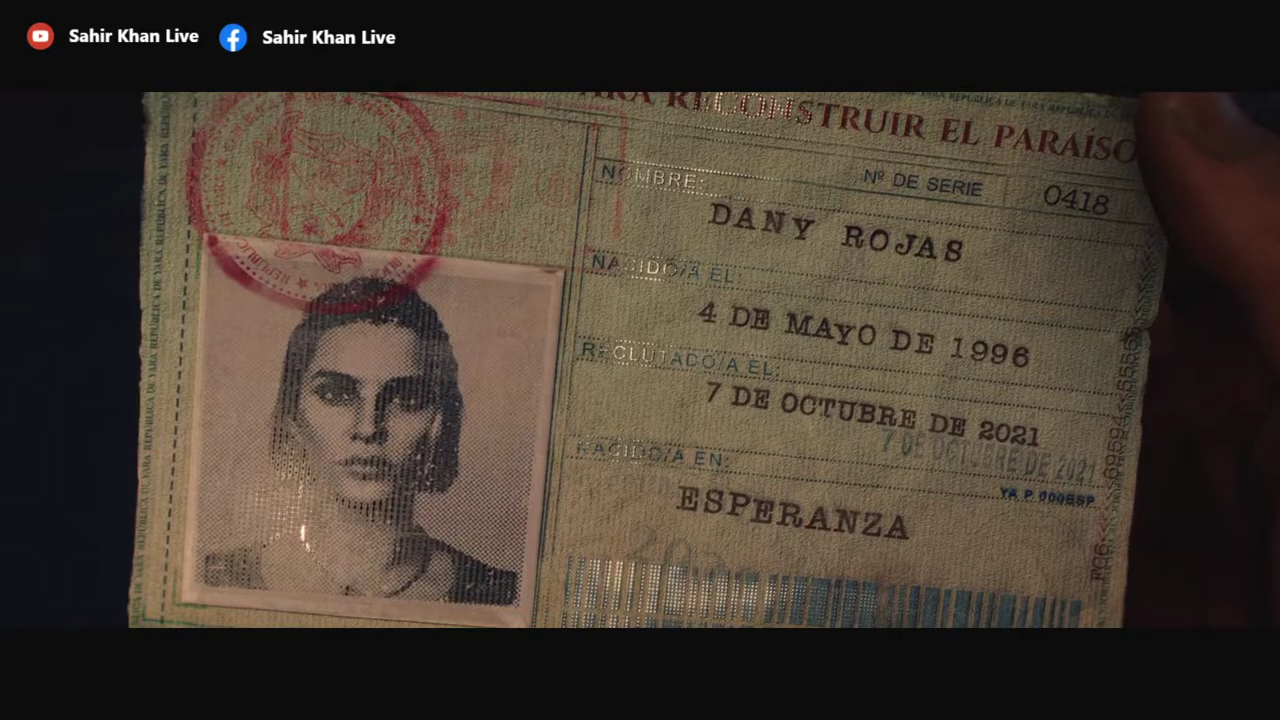 Sahir Khan Live Sahir Khan Live
RECONSTRUIR EL PARAÍSO
NOMBRE: Nº DE SERIE 0418
DANY ROJAS
NACIDO/A EL:
4 DE MAYO DE 1996
RECLUTADO/A EL:
7 DE OCTUBRE DE 2021
7 DE OCTUBRE DE 2021
NACIDO/A EN:
YA P 000ESP
ESPERANZA